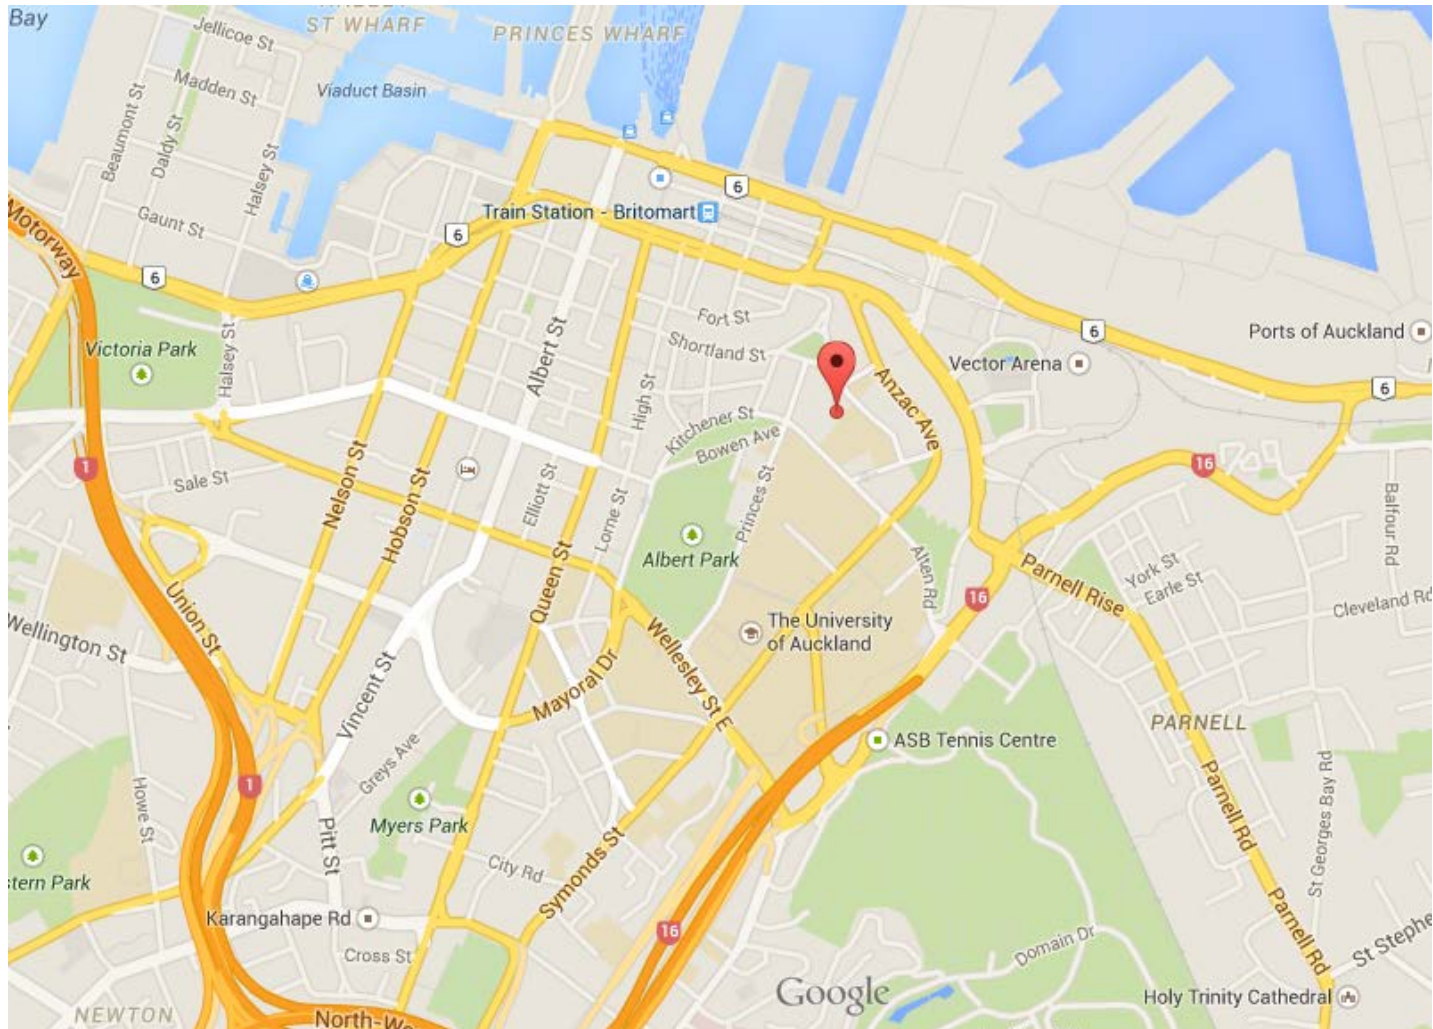 Bay
Jellicoe St
ST WHARF
PRINCES WHARF
Madden St
Viaduct Basin
Beaumont St
Daldy St
Halsey St
Gaunt St
Motorway
6
Train Station - Britomart
6
6
Fort St
Shortland St
Victoria Park
Halsey St
Albert St
High St
Anzac Ave
Vector Arena
6
Ports of Auckland
6
Kitchener St
Bowen Ave
1
Sale St
Nelson St
Hobson St
Elliott St
Lorne St
Princes St
16
Balfour Rd
Albert Park
Alten Rd
Parnell Rise
York St
Earle St
Cleveland Rd
Union St
Wellington St
Queen St
16
The University
of Auckland
Wellesley St E
Vincent St
Mayoral Dr
PARNELL
ASB Tennis Centre
Greys Ave
1
Howe St
Myers Park
Pitt St
City Rd
Symonds St
Parnell Rd
St Georges Bay Rd
stern Park
Karangahape Rd
16
Cross St
Domain Dr
Parnell Rd
St Stephe
NEWTON
North-We
Google
Holy Trinity Cathedral